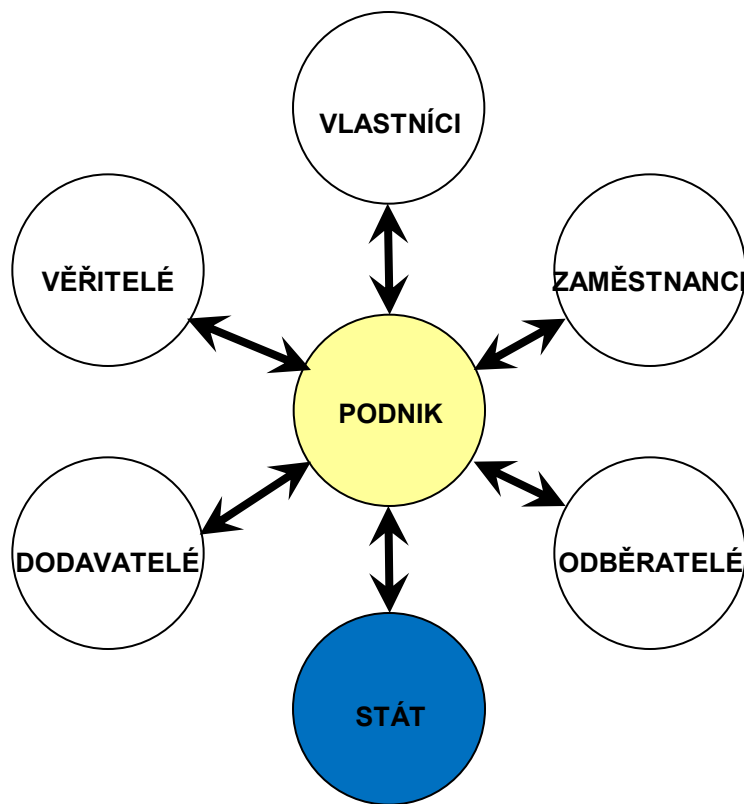 VLASTNÍCI
VĚŘITELÉ
ZAMĚSTNANCI
PODNIK
DODAVATELÉ
ODBĚRATELÉ
STÁT